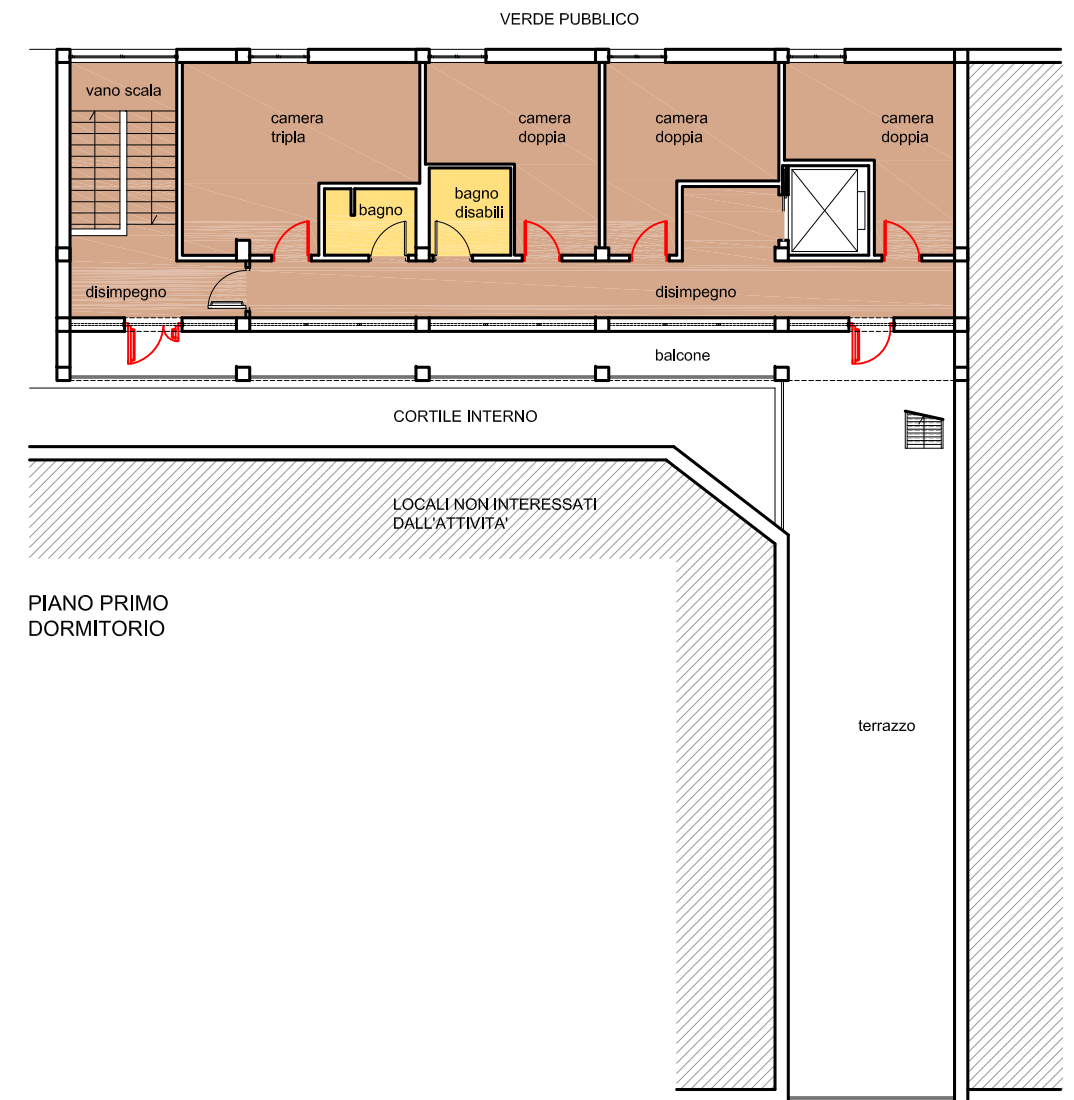 VERDE PUBBLICO
vano scala
camera
tripla
camera
doppia
camera
doppia
camera
doppia
bagno
bagno
disabili
disimpegno
disimpegno
balcone
CORTILE INTERNO
LOCALI NON INTERESSATI
DALL'ATTIVITA'
PIANO PRIMO
DORMITORIO
terrazzo